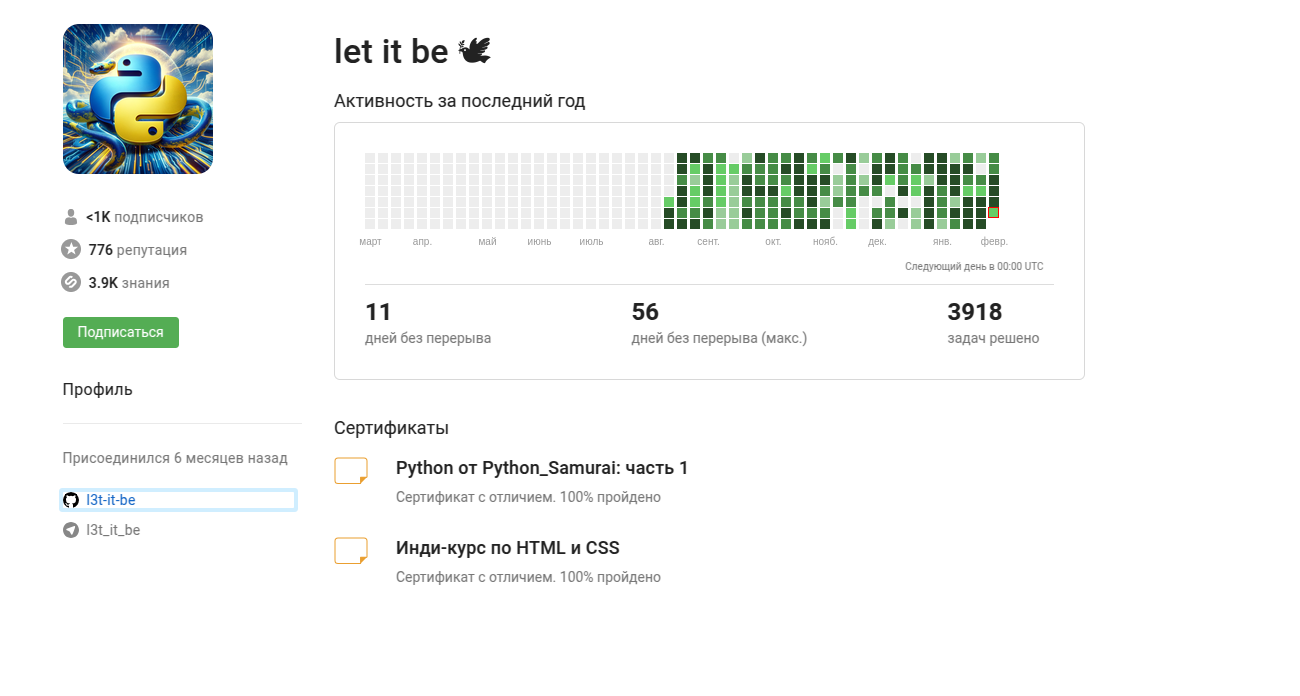 let it be 🕊
Активность за последний год
март апр. май июнь июль авг. сент. окт. нояб. дек. янв. февр.
Следующий день в 00:00 UTC
11
дней без перерыва
56
дней без перерыва (макс.)
3918
задач решено
<1K подписчиков
776 репутация
3.9K знания
Подписаться
Профиль
Присоединился 6 месяцев назад
l3t-it-be
l3t_it_be
Сертификаты
Python от Python_Samurai: часть 1
Сертификат с отличием. 100% пройдено
Инди-курс по HTML и CSS
Сертификат с отличием. 100% пройдено